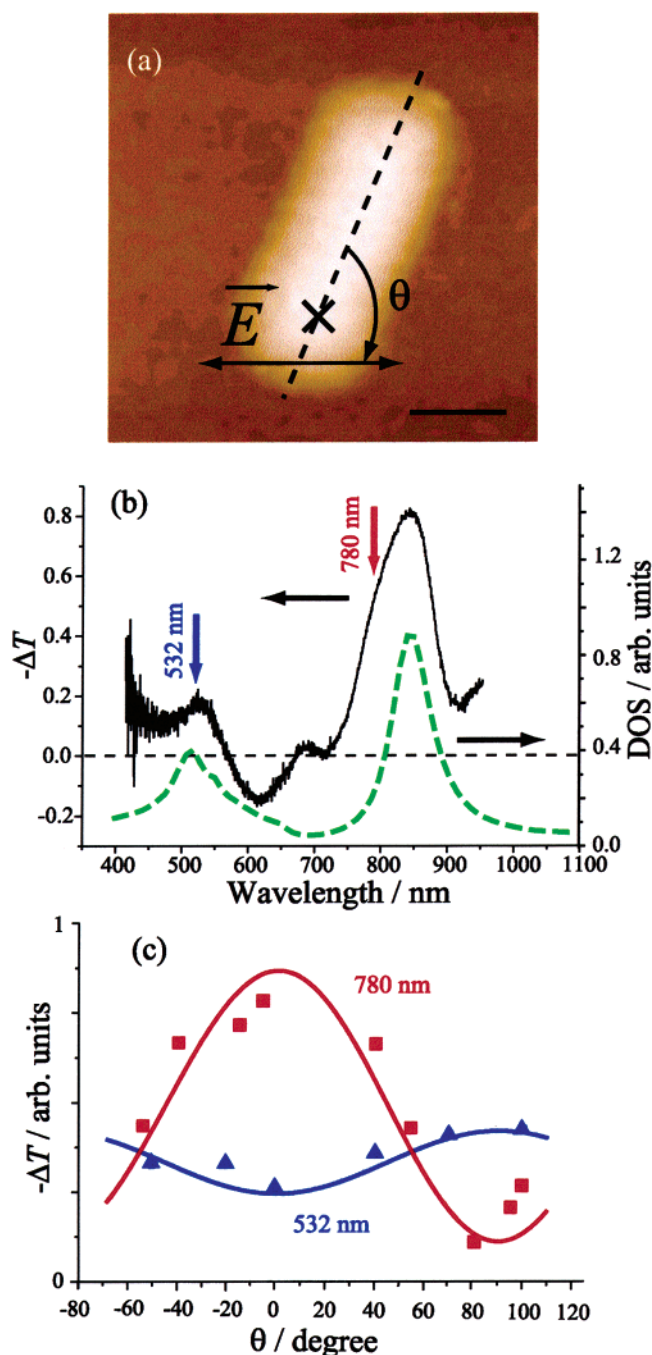 (a)
E
θ
(b)
532 nm
780 nm
-ΔT
0.8
0.6
0.4
0.2
0.0
-0.2
DOS / arb. units
1.2
0.8
0.4
0.0
400 500 600 700 800 900 1000 1100
Wavelength / nm
(c)
780 nm
532 nm
-ΔT / arb. units
1
0
-80 -60 -40 -20 0 20 40 60 80 100 120
θ / degree